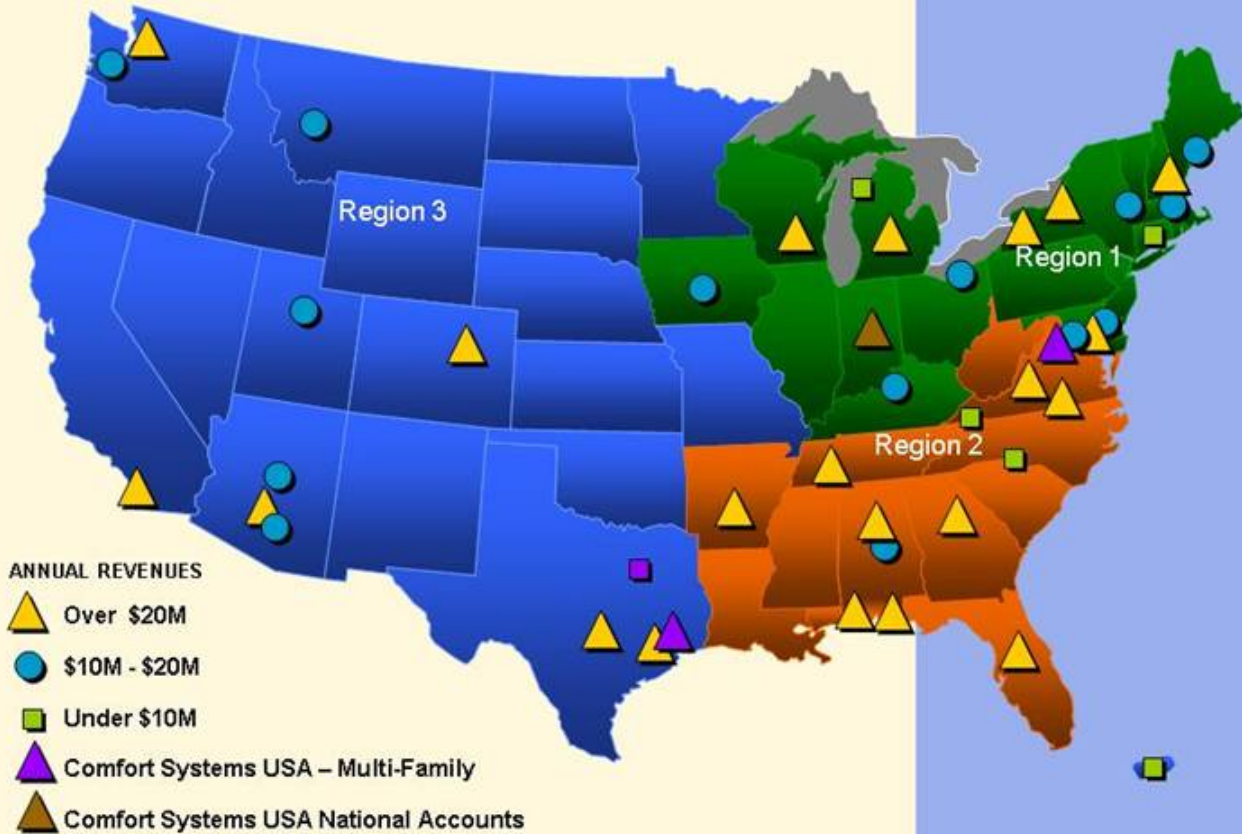 Region 3
Region 1
Region 2
ANNUAL REVENUES
Over $20M
$10M - $20M
Under $10M
Comfort Systems USA – Multi-Family
Comfort Systems USA National Accounts